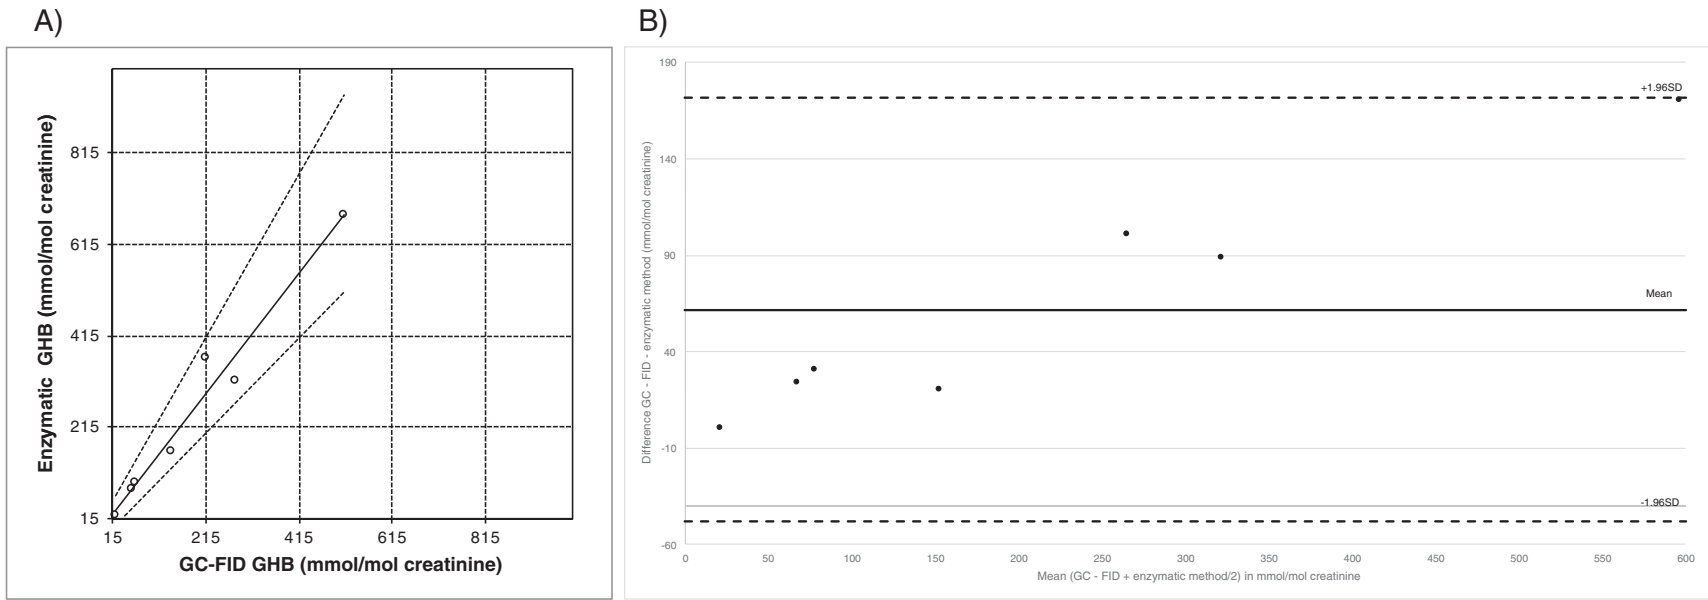 A)
Enzymatic GHB (mmol/mol creatinine)
815
615
415
215
15
15 215 415 615 815
GC-FID GHB (mmol/mol creatinine)
B)
Difference GC - FID - enzymatic method (mmol/mol creatinine)
190
140
90
40
-10
-60
+1.96SD
Mean
-1.96SD
0 50 100 150 200 250 300 350 400 450 500 550 600
Mean (GC - FID + enzymatic method/2) in mmol/mol creatinine